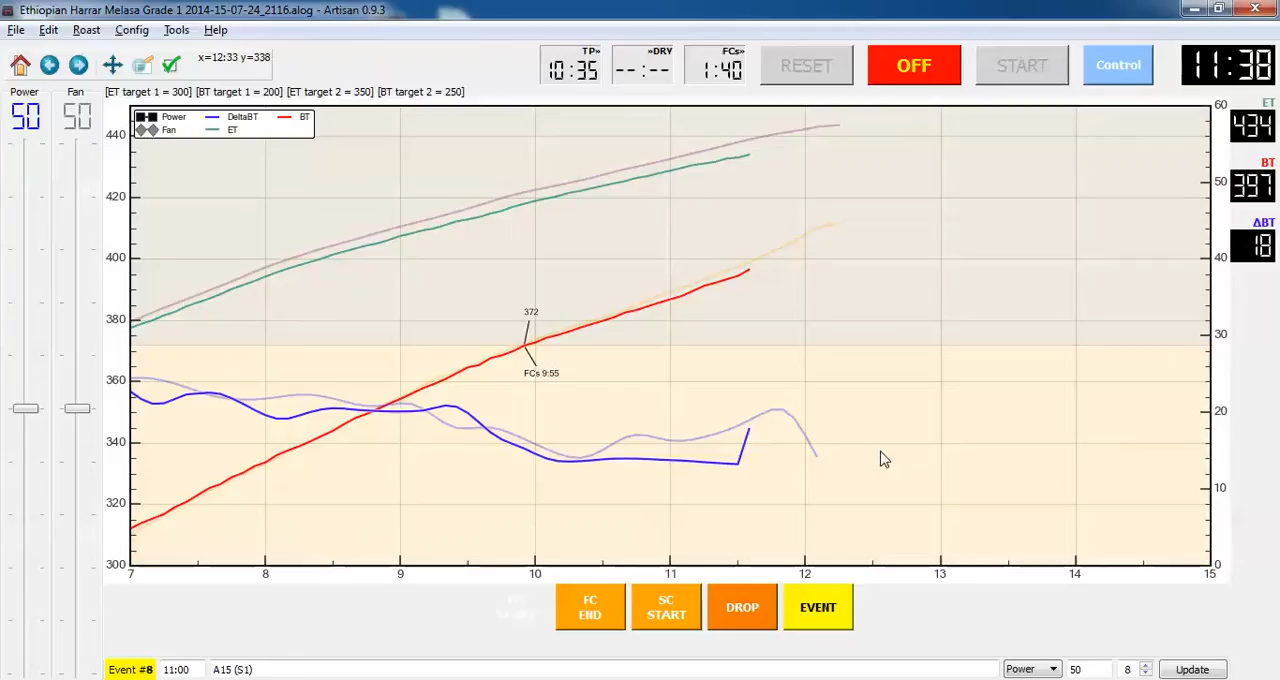 Ethiopian Harrar Melasa Grade 1 2014-15-07-24_2116.alog - Artisan 0.9.3
File Edit Roast Config Tools Help
x=12:33 y=338
TP» 10:35
»DRY --:--
FCs» 1:40
RESET
OFF
START
Control
11:38
Power Fan
50 50
[ET target 1 = 300] [BT target 1 = 200] [ET target 2 = 350] [BT target 2 = 250]
Power DeltaBT BT
Fan ET
440
420
400
380
360
340
320
300
60
50
40
30
20
10
0
ET
434
BT
397
ΔBT
18
372
FCs 9:55
7 8 9 10 11 12 13 14 15
FC END
SC START
DROP
EVENT
Event #8 11:00 A15 (S1) Power 50 8 Update